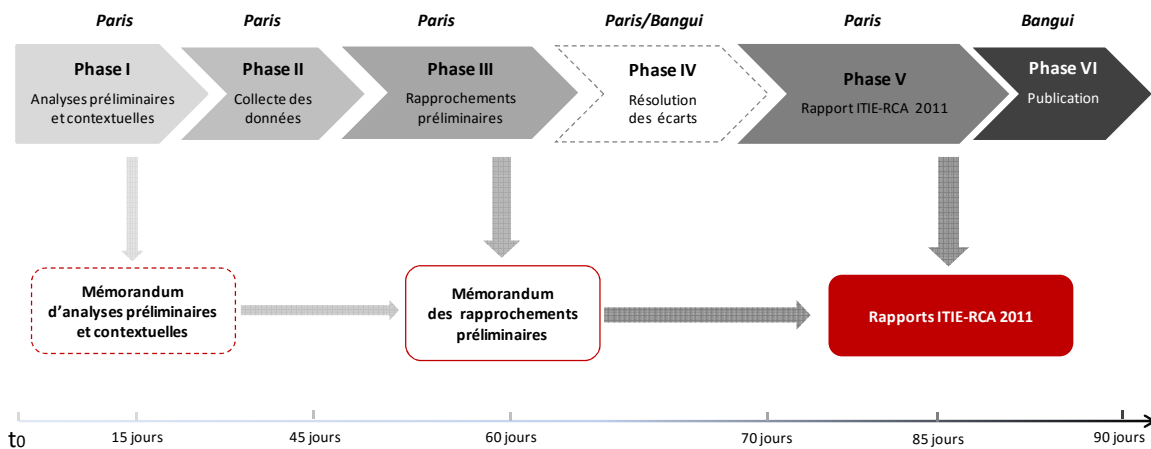 Paris
Paris
Paris
Paris/Bangui
Paris
Bangui
Phase I
Analyses préliminaires
et contextuelles
Phase II
Collecte des
données
Phase III
Rapprochements
préliminaires
Phase IV
Résolution
des écarts
Phase V
Rapport ITIE-RCA 2011
Phase VI
Publication
Mémorandum
d'analyses préliminaires
et contextuelles
Mémorandum
des rapprochements
préliminaires
Rapports ITIE-RCA 2011
t0
15 jours
45 jours
60 jours
70 jours
85 jours
90 jours